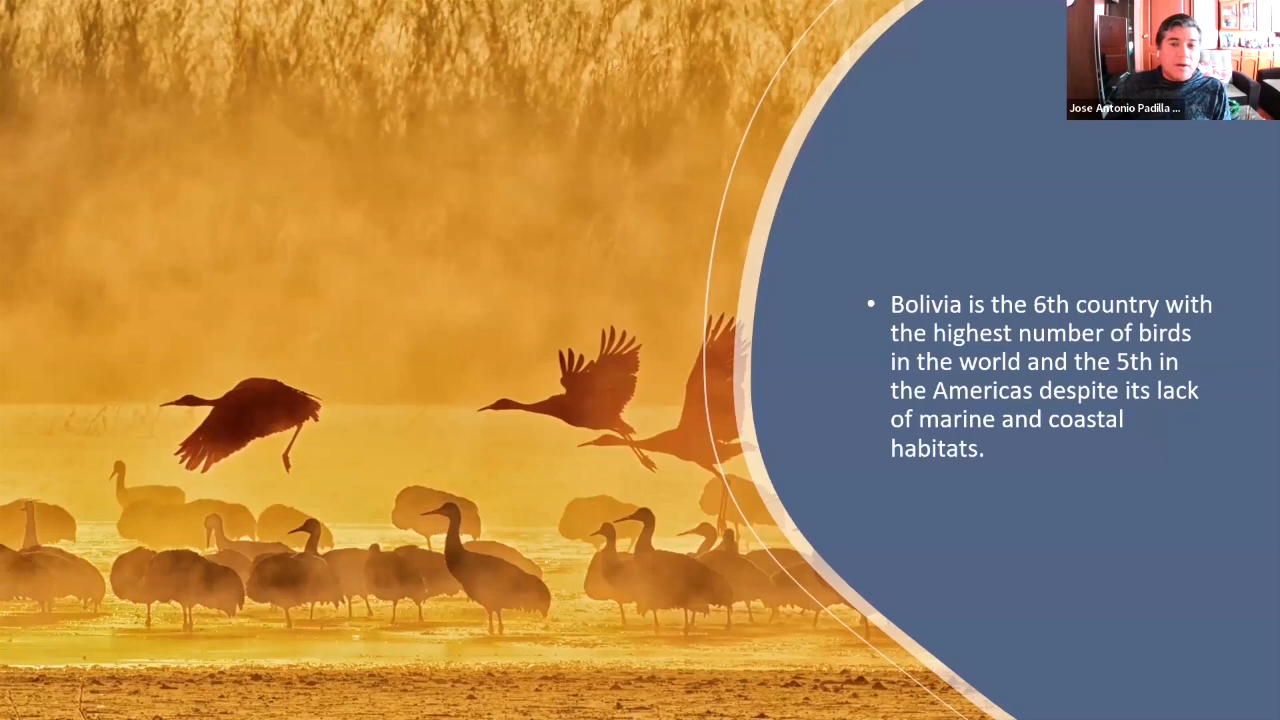 Jose Antonio Padilla ...
• Bolivia is the 6th country with
the highest number of birds
in the world and the 5th in
the Americas despite its lack
of marine and coastal
habitats.